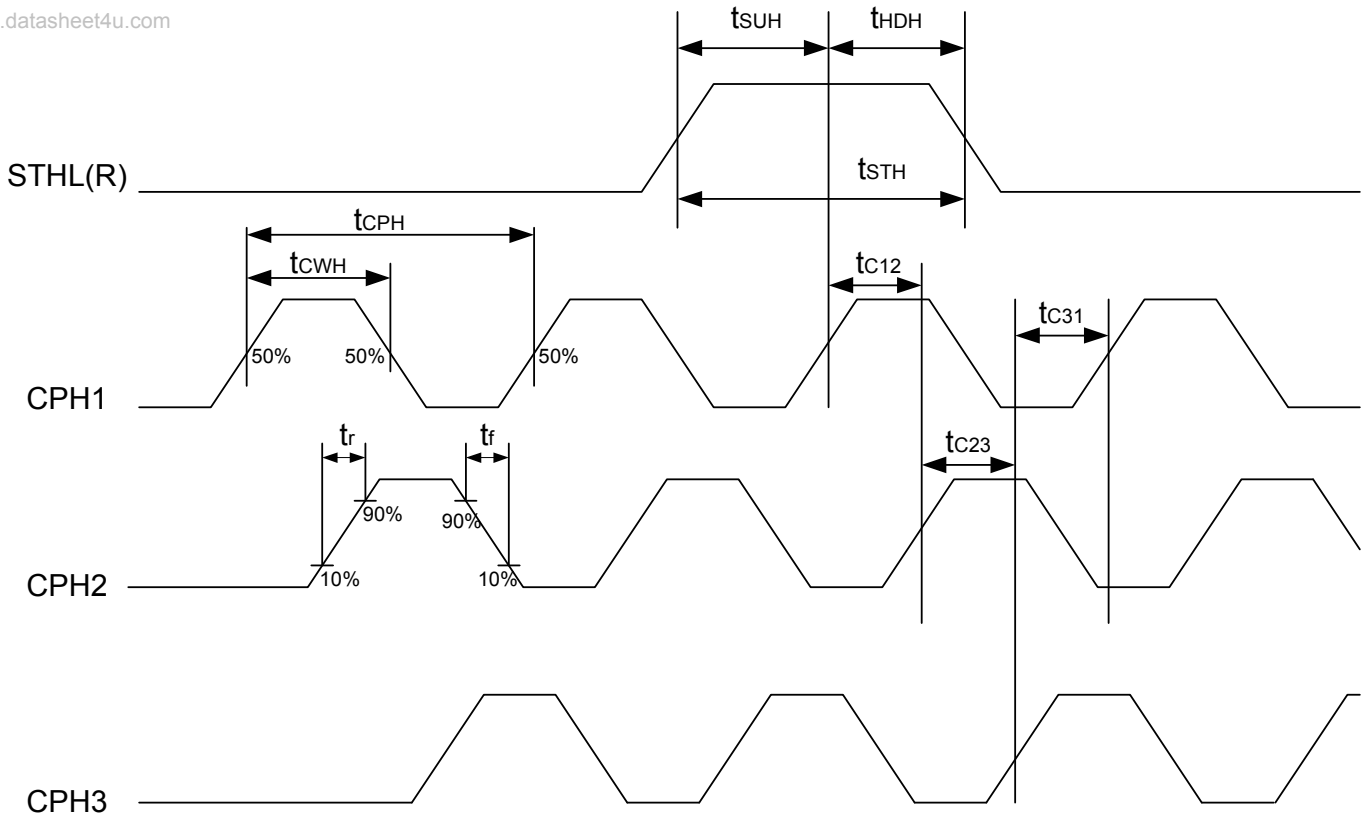 .datasheet4u.com
tSUH tHDH
STHL(R)
tSTH
tCPH
tCWH
tC12
tC31
50% 50% 50%
CPH1
tr tf
tC23
90% 90%
10% 10%
CPH2
CPH3